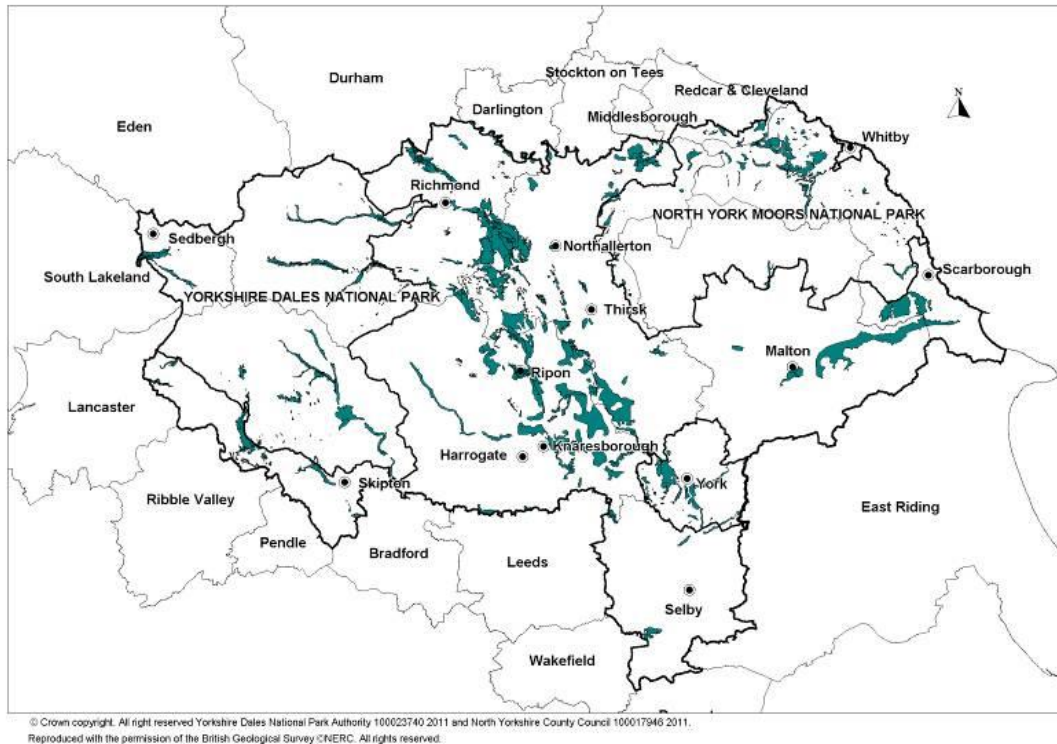 Stockton on Tees
Durham
Redcar & Cleveland
Darlington
N
Middlesborough
Eden
Whitby
Richmond
NORTH YORK MOORS NATIONAL PARK
Sedbergh
Northallerton
South Lakeland
Scarborough
YORKSHIRE DALES NATIONAL PARK
Thirsk
Malton
Ripon
Lancaster
Knaresborough
Harrogate
Skipton
York
Ribble Valley
East Riding
Pendle
Bradford
Leeds
Selby
Wakefield
© Crown copyright. All right reserved Yorkshire Dales National Park Authority 100023740 2011 and North Yorkshire County Council 100017946 2011.
Reproduced with the permission of the British Geological Survey ©NERC. All rights reserved.